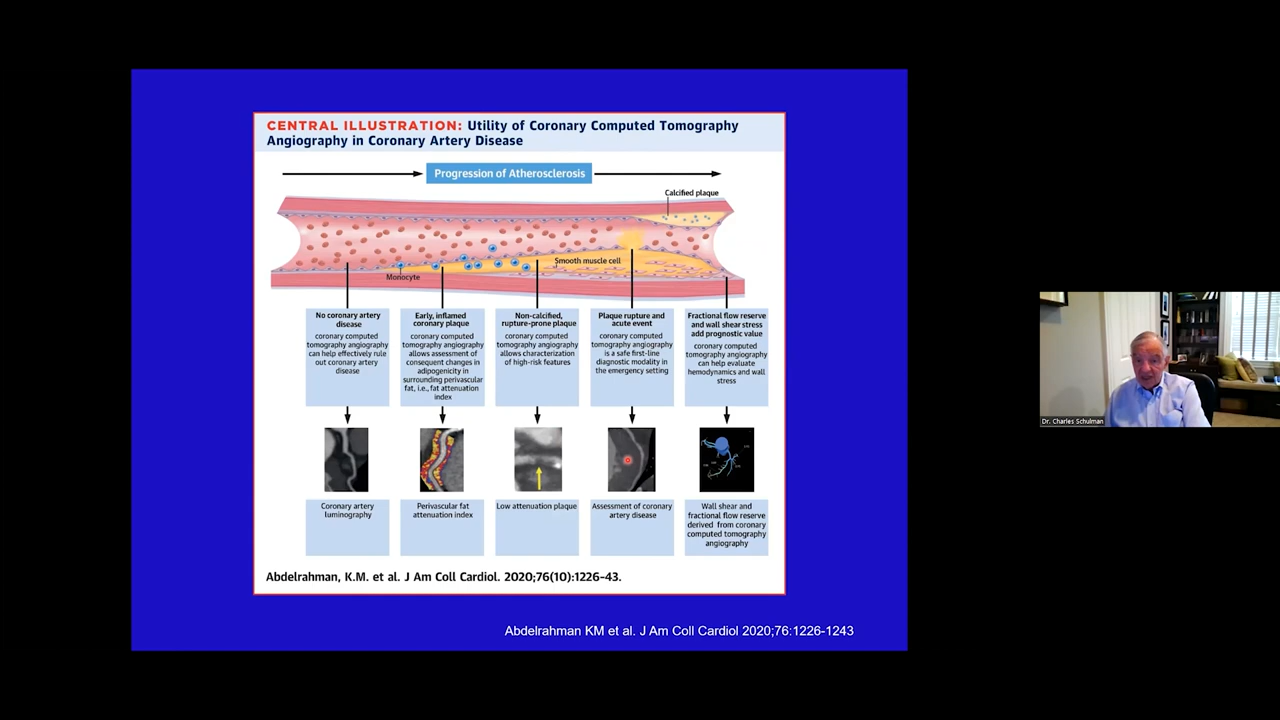 CENTRAL ILLUSTRATION: Utility of Coronary Computed Tomography
Angiography in Coronary Artery Disease
Progression of Atherosclerosis
Calcified plaque
Smooth muscle cell
Monocyte
No coronary artery
disease
coronary computed
tomography angiography
can help effectively rule
out coronary artery
disease
Early, inflamed
coronary plaque
coronary computed
tomography angiography
allows assessment of
consequent changes in
adipogenicity in
surrounding perivascular
fat, i.e., fat attenuation
index
Non-calcified,
rupture-prone plaque
coronary computed
tomography angiography
allows characterization
of high-risk features
Plaque rupture and
acute event
coronary computed
tomography angiography
is a safe first-line
diagnostic modality in
the emergency setting
Fractional flow reserve
and wall shear stress
add prognostic value
coronary computed
tomography angiography
can help evaluate
hemodynamics and wall
stress
Coronary artery
luminography
Perivascular fat
attenuation index
Low attenuation plaque
Assessment of coronary
artery disease
Wall shear and
fractional flow reserve
derived from coronary
computed tomography
angiography
Abdelrahman, K.M. et al. J Am Coll Cardiol. 2020;76(10):1226-43.
Abdelrahman KM et al. J Am Coll Cardiol 2020;76:1226-1243
Dr. Charles Schulman